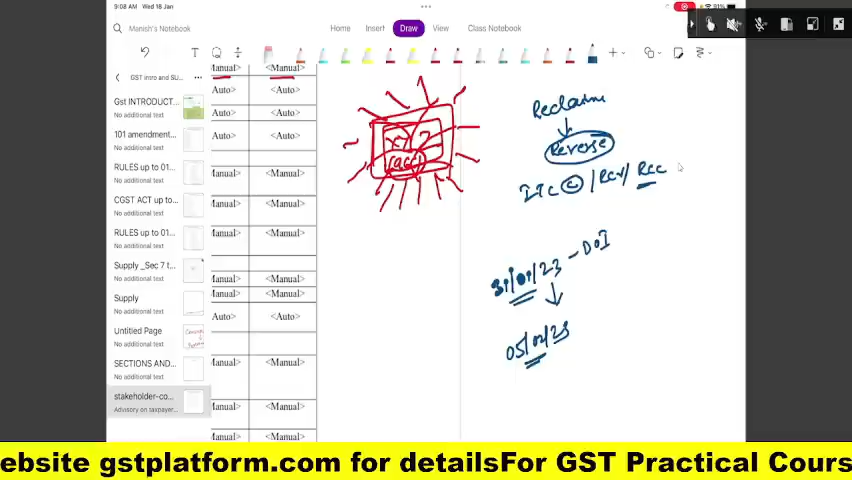 9:08 AM Wed 18 Jan
91%
Manish's Notebook
Home Insert Draw View Class Notebook
GST intro and SU...
Gst INTRODUCT...
No additional text
101 amendment...
No additional text
RULES up to 01...
No additional text
CGST ACT up to...
No additional text
RULES up to 01...
No additional text
Supply _Sec 7 t...
No additional text
Supply
No additional text
Untitled Page
No additional text
SECTIONS AND...
No additional text
stakeholder-co...
Advisory on taxpayer...
Manual> <Manual>
Auto> <Auto>
Auto> <Auto>
Auto> <Auto>
Manual> <Manual>
Manual> <Manual>
Manual> <Manual>
Manual> <Manual>
Manual> <Manual>
Auto> <Auto>
Manual> <Manual>
Manual> <Manual>
Manual> <Manual>
Reclaim
Reverse
ITC C / RCV/ RCC
31/01/23 - DOI
05/02/23
ebsite gstplatform.com for detailsFor GST Practical Cours